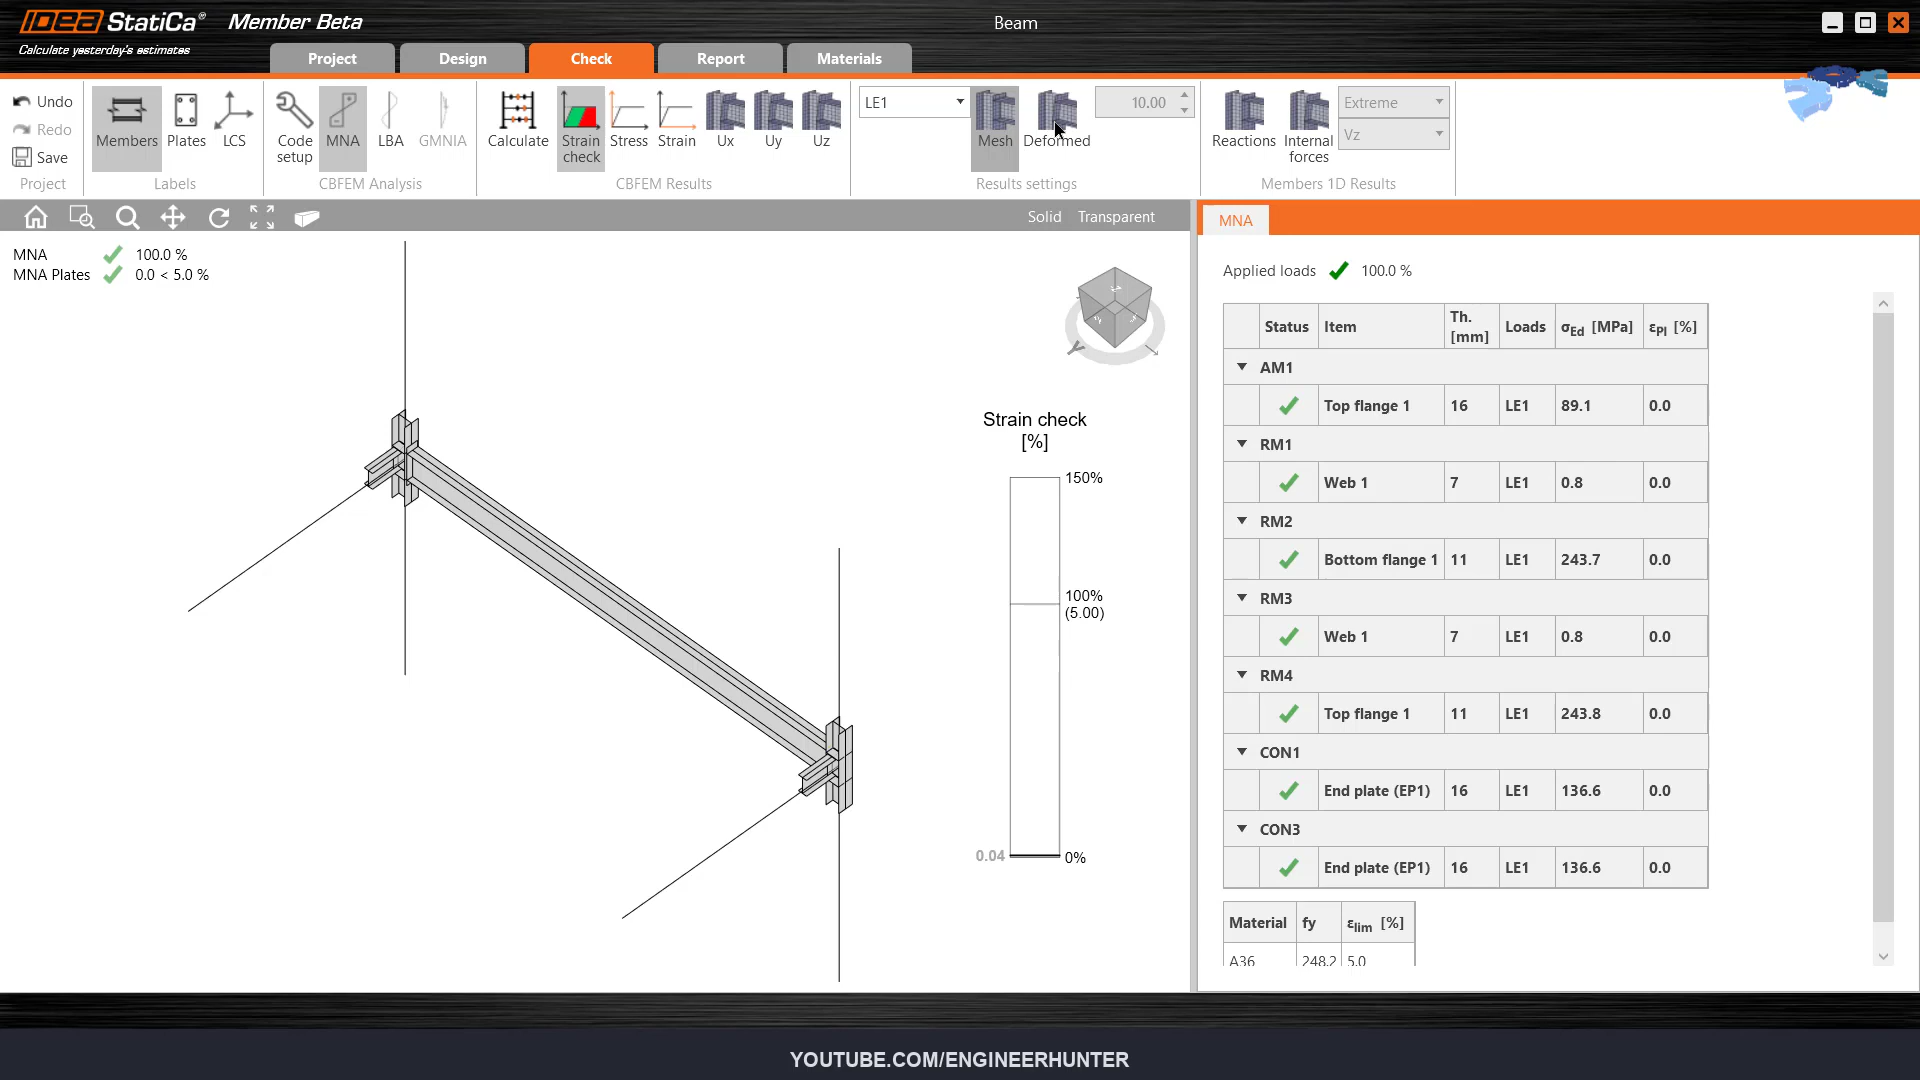 IDEA StatiCa® Member Beta
Calculate yesterday's estimates
Beam
Project
Design
Check
Report
Materials
Undo
Redo
Save
Project
Members
Plates
LCS
Labels
Code setup
MNA
LBA
GMNIA
CBFEM Analysis
Calculate
Strain check
Stress
Strain
Ux
Uy
Uz
CBFEM Results
LE1
Mesh
Deformed
10.00
Results settings
Reactions
Internal forces
Extreme
Vz
Members 1D Results
Solid Transparent
MNA 100.0 %
MNA Plates 0.0 < 5.0 %
Strain check
[%]
150%
100%
(5.00)
0.04
0%
MNA
Applied loads 100.0 %
Status Item Th. [mm] Loads σEd [MPa] εPl [%]
AM1
Top flange 1 16 LE1 89.1 0.0
RM1
Web 1 7 LE1 0.8 0.0
RM2
Bottom flange 1 11 LE1 243.7 0.0
RM3
Web 1 7 LE1 0.8 0.0
RM4
Top flange 1 11 LE1 243.8 0.0
CON1
End plate (EP1) 16 LE1 136.6 0.0
CON3
End plate (EP1) 16 LE1 136.6 0.0
Material fy εlim [%]
A36 248.2 5.0
YOUTUBE.COM/ENGINEERHUNTER